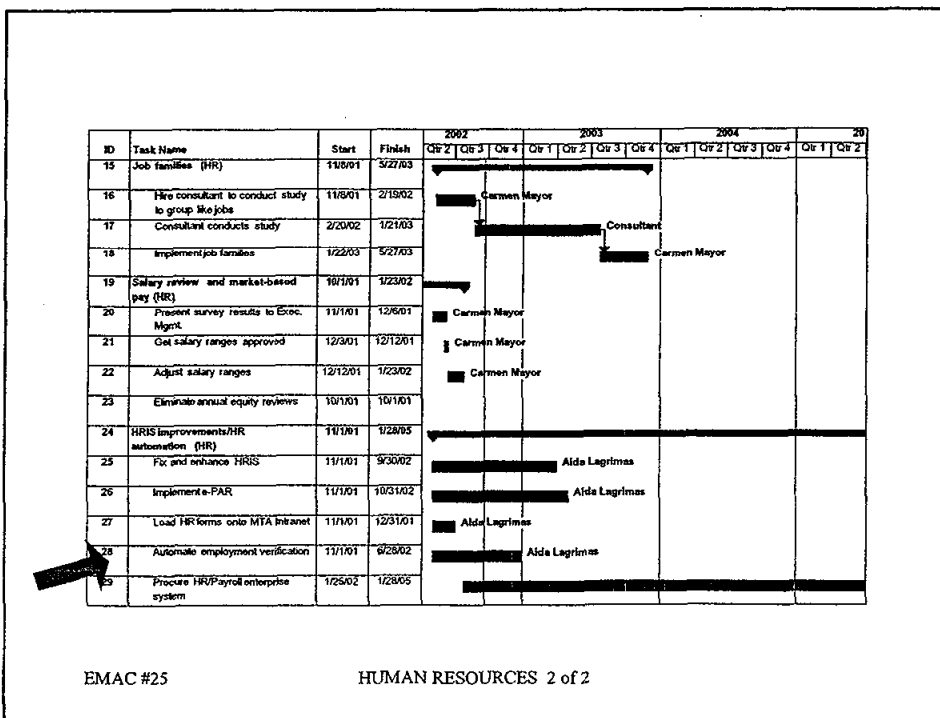 2002 2003 2004 20
ID Task Name Start Finish Qtr 2 Qtr 3 Qtr 4 Qtr 1 Qtr 2 Qtr 3 Qtr 4 Qtr 1 Qtr 2 Qtr 3 Qtr 4 Qtr 1 Qtr 2
15 Job families (HR) 11/8/01 5/27/03
16 Hire consultant to conduct study 11/8/01 2/19/02 Carmen Mayor
to group like jobs
17 Consultant conducts study 2/20/02 1/21/03 Consultant
18 Implement job families 1/22/03 5/27/03 Carmen Mayor
19 Salary review and market-based 10/1/01 1/23/02
pay (HR)
20 Present survey results to Exec. 11/1/01 12/6/01 Carmen Mayor
Mgmt.
21 Get salary ranges approved 12/3/01 12/12/01 Carmen Mayor
22 Adjust salary ranges 12/12/01 1/23/02 Carmen Mayor
23 Eliminate annual equity reviews 10/1/01 10/1/01
24 HRIS improvements/HR 11/1/01 1/28/05
automation (HR)
25 Fix and enhance HRIS 11/1/01 9/30/02 Aida Lagrimas
26 Implement e-PAR 11/1/01 10/31/02 Aida Lagrimas
27 Load HR forms onto MTA Intranet 11/1/01 12/31/01 Aida Lagrimas
28 Automate employment verification 11/1/01 6/28/02 Aida Lagrimas
29 Procure HR/Payroll enterprise 1/25/02 1/28/05
system
EMAC #25 HUMAN RESOURCES 2 of 2